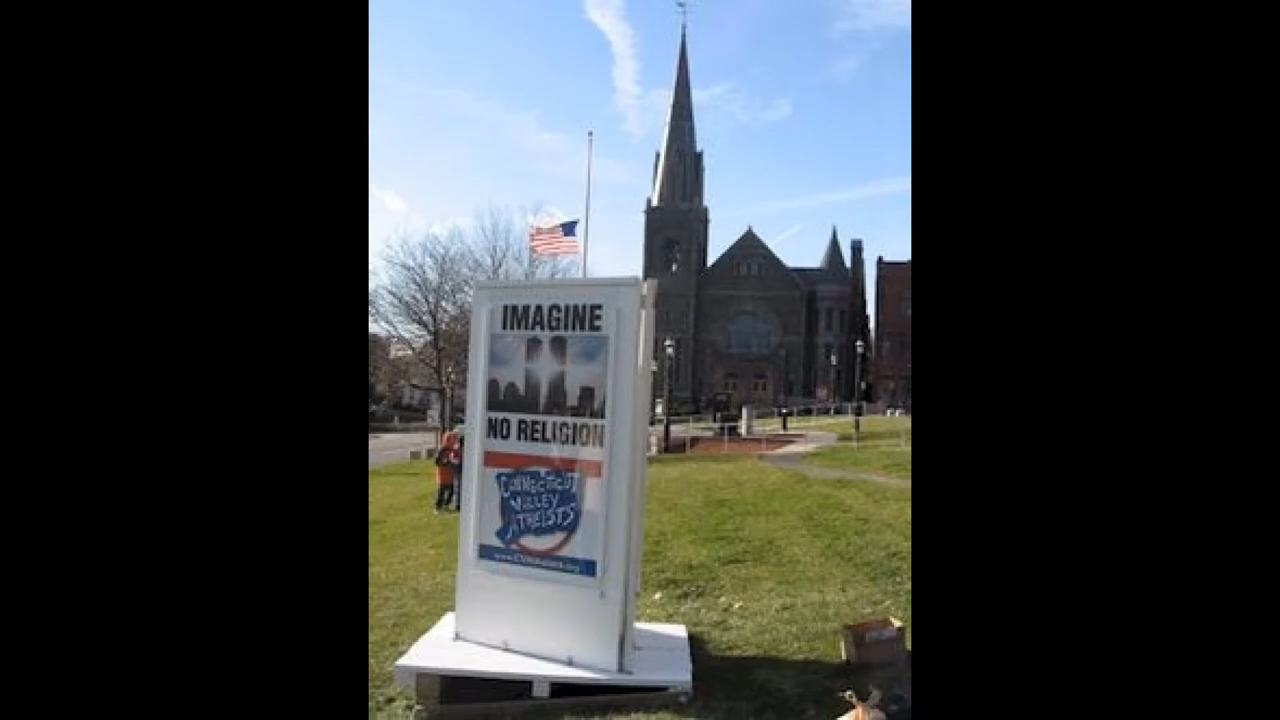 IMAGINE
NO RELIGION
CONNECTICUT
VALLEY
ATHEISTS